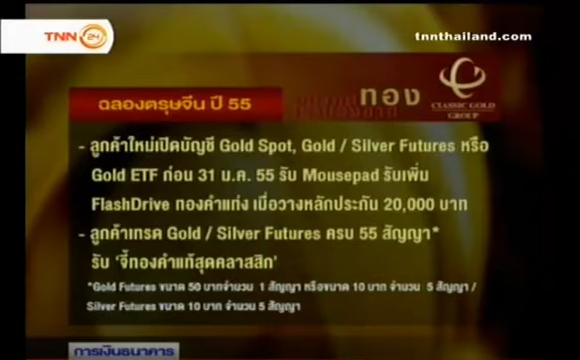 TNN 24
tnnthailand.com
ฉลองตรุษจีน ปี 55
ทอง
CLASSIC GOLD
GROUP
- ลูกค้าใหม่เปิดบัญชี Gold Spot, Gold / Silver Futures หรือ
Gold ETF ก่อน 31 ม.ค. 55 รับ Mousepad รับเพิ่ม
FlashDrive ทองคำแท่ง เมื่อวางหลักประกัน 20,000 บาท
- ลูกค้าเทรด Gold / Silver Futures ครบ 55 สัญญา*
รับ 'จี้ทองคำแท้สุดคลาสสิก'
*Gold Futures ขนาด 50 บาทจำนวน 1 สัญญา หรือขนาด 10 บาท จำนวน 5 สัญญา /
Silver Futures ขนาด 10 บาท จำนวน 5 สัญญา
การเงินธนาคาร